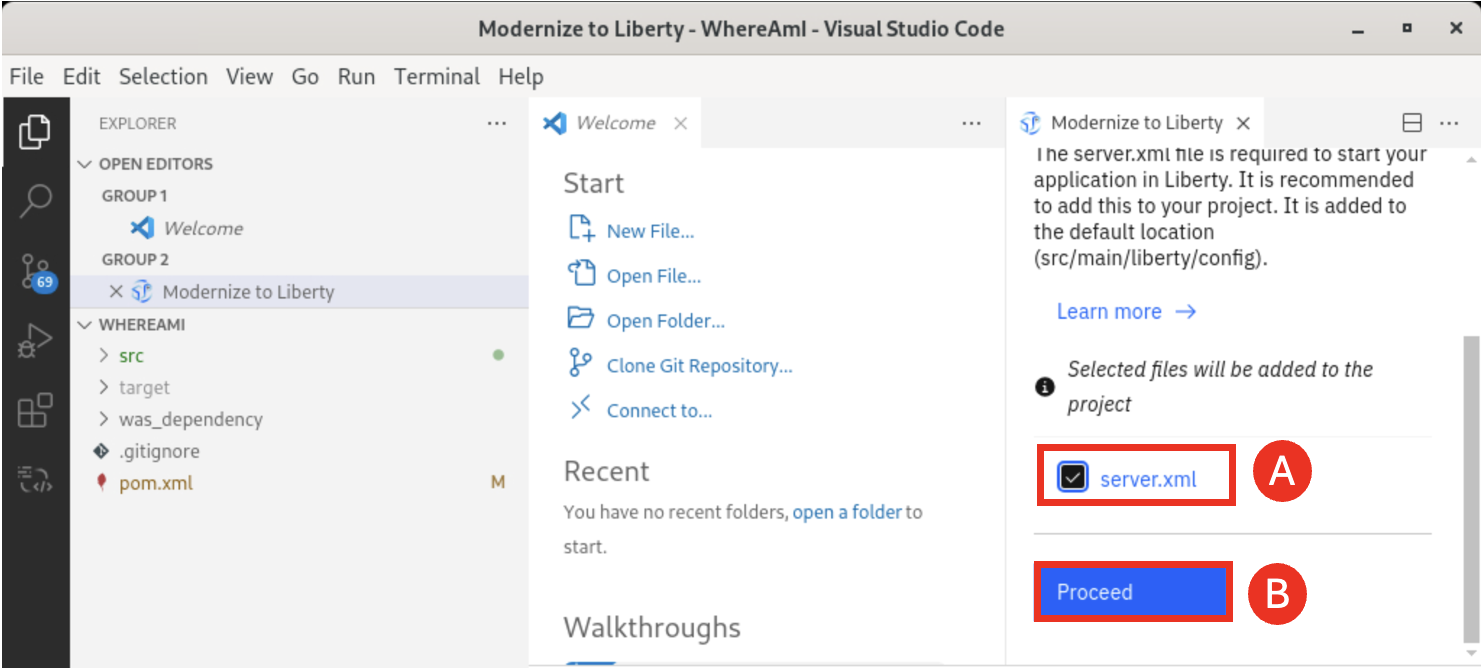 Modernize to Liberty - WhereAmI - Visual Studio Code
File Edit Selection View Go Run Terminal Help
EXPLORER
OPEN EDITORS
GROUP 1
Welcome
GROUP 2
Modernize to Liberty
WHEREAMI
src
target
was_dependency
.gitignore
pom.xml M
69
Welcome
Start
New File...
Open File...
Open Folder...
Clone Git Repository...
Connect to...
Recent
You have no recent folders, open a folder to
start.
Walkthroughs
Modernize to Liberty
The server.xml file is required to start your
application in Liberty. It is recommended
to add this to your project. It is added to
the default location
(src/main/liberty/config).
Learn more →
Selected files will be added to the
project
server.xml
A
Proceed
B